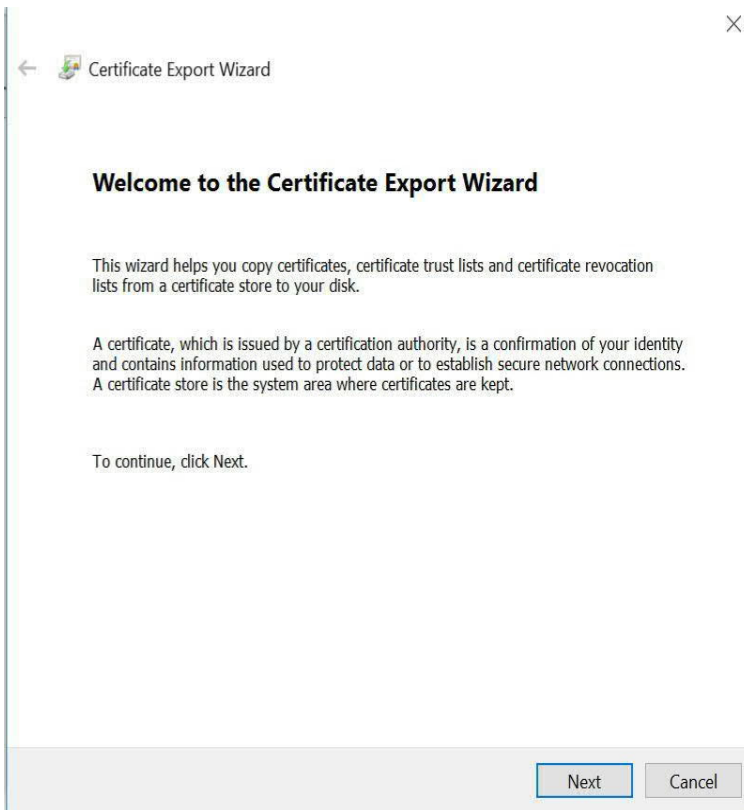 Certificate Export Wizard
Welcome to the Certificate Export Wizard
This wizard helps you copy certificates, certificate trust lists and certificate revocation
lists from a certificate store to your disk.
A certificate, which is issued by a certification authority, is a confirmation of your identity
and contains information used to protect data or to establish secure network connections.
A certificate store is the system area where certificates are kept.
To continue, click Next.
Next
Cancel